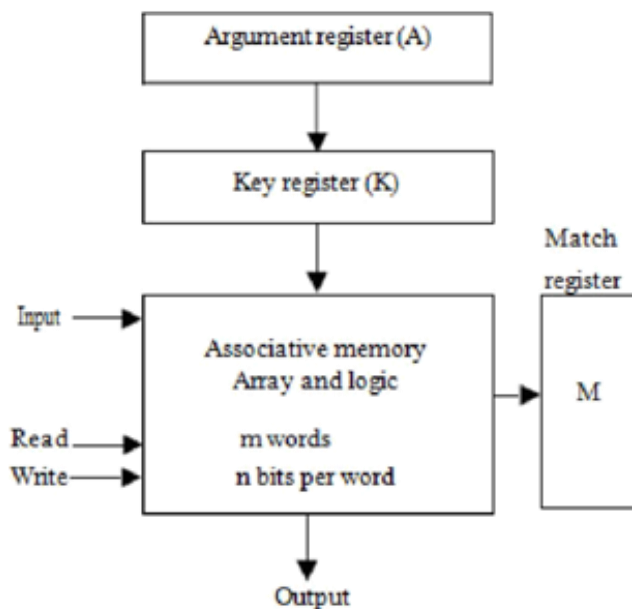 Argument register (A)
Key register (K)
Match
register
Input
Associative memory
Array and logic
M
Read
m words
Write
n bits per word
Output